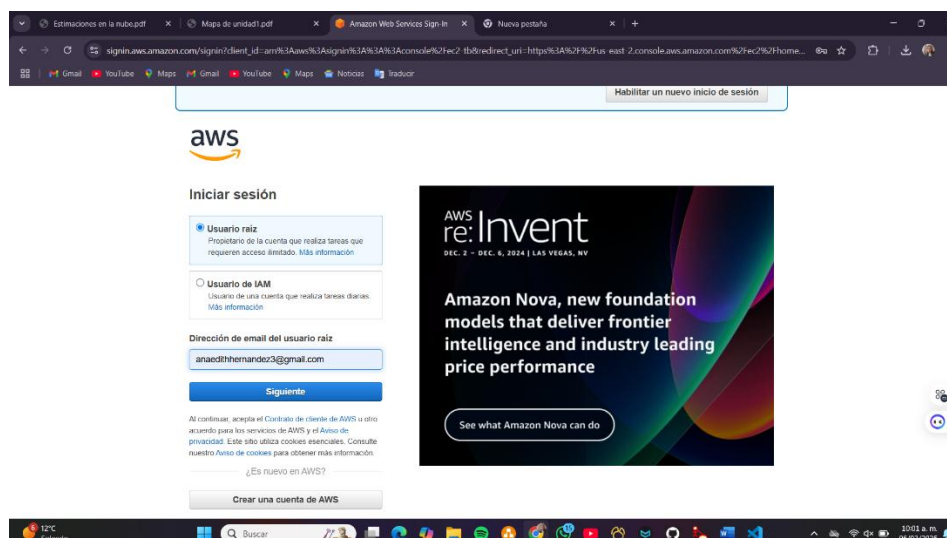 Estimaciones en la nube.pdf
Mapa de unidad1.pdf
Amazon Web Services Sign-In
Nueva pestaña
signin.aws.amazon.com/signin?client_id=arn%3Aaws%3Asignin%3A%3A%3Aconsole%2Fec2-tb&redirect_uri=https%3A%2F%2Fus-east-2.console.aws.amazon.com%2Fec2%2Fhome...
Gmail
YouTube
Maps
Gmail
YouTube
Maps
Noticias
Traducir
Habilitar un nuevo inicio de sesión
aws
Iniciar sesión
Usuario raíz
Propietario de la cuenta que realiza tareas que
requieren acceso ilimitado. Más información
Usuario de IAM
Usuario de una cuenta que realiza tareas diarias.
Más información
Dirección de email del usuario raíz
anaedithhernandez3@gmail.com
Siguiente
Al continuar, acepta el Contrato de cliente de AWS u otro
acuerdo para los servicios de AWS y el Aviso de
privacidad. Este sitio utiliza cookies esenciales. Consulte
nuestro Aviso de cookies para obtener más información.
¿Es nuevo en AWS?
Crear una cuenta de AWS
AWS
re:Invent
DEC. 2 – DEC. 6, 2024 | LAS VEGAS, NV
Amazon Nova, new foundation
models that deliver frontier
intelligence and industry leading
price performance
See what Amazon Nova can do
6
12°C
Buscar
10:01 a. m.